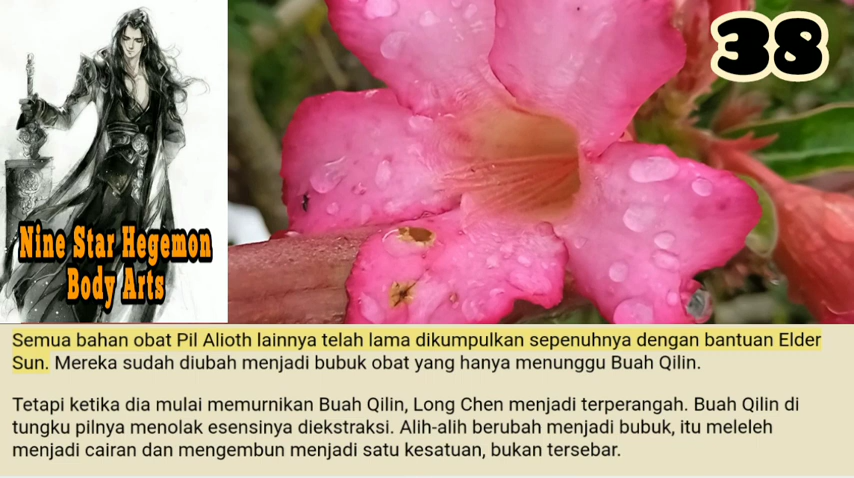 38
Nine Star Hegemon
Body Arts
Semua bahan obat Pil Alioth lainnya telah lama dikumpulkan sepenuhnya dengan bantuan Elder
Sun. Mereka sudah diubah menjadi bubuk obat yang hanya menunggu Buah Qilin.
Tetapi ketika dia mulai memurnikan Buah Qilin, Long Chen menjadi terperangah. Buah Qilin di
tungku pilnya menolak esensinya diekstraksi. Alih-alih berubah menjadi bubuk, itu meleleh
menjadi cairan dan mengembun menjadi satu kesatuan, bukan tersebar.